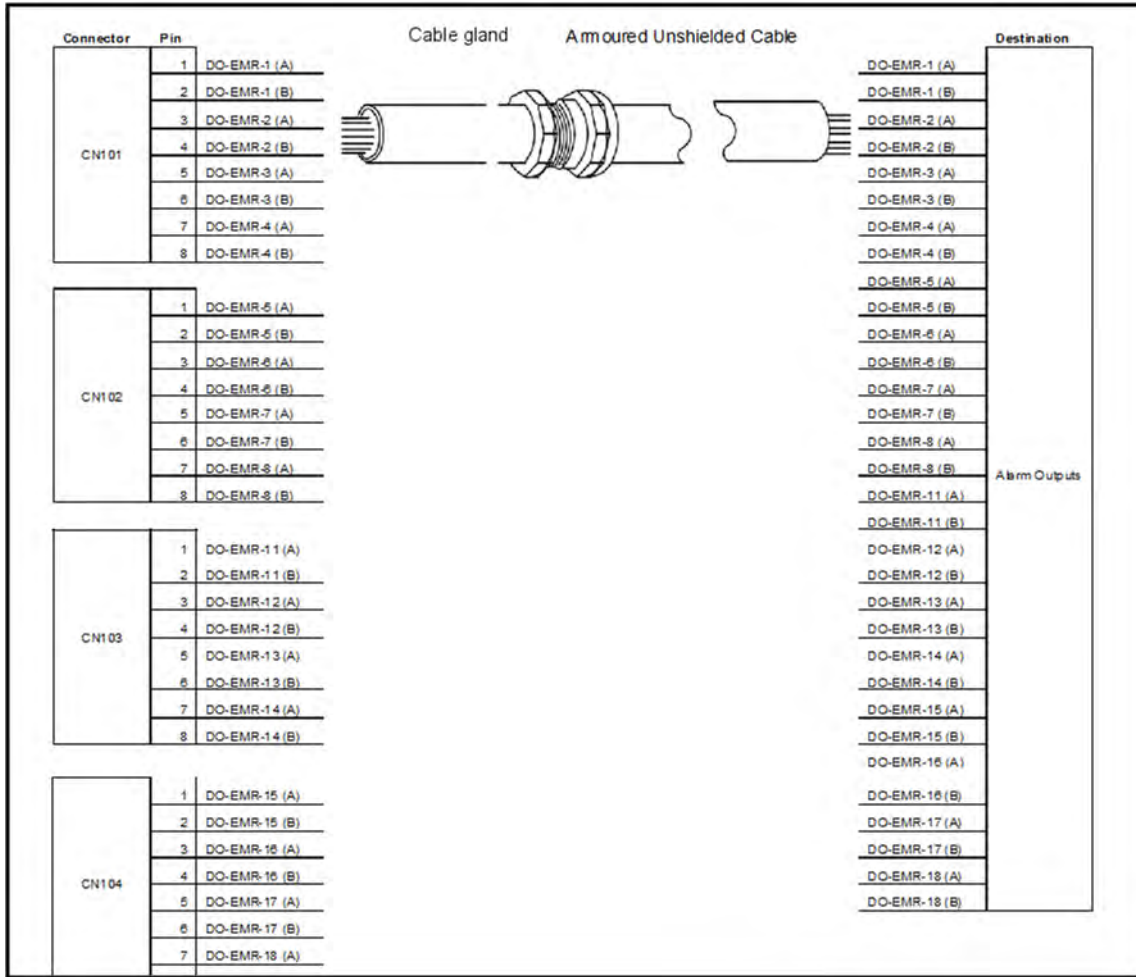 Cable gland Armoured Unshielded Cable
Connector Pin Destination
CN101
1 DO-EMR-1 (A)
2 DO-EMR-1 (B)
3 DO-EMR-2 (A)
4 DO-EMR-2 (B)
5 DO-EMR-3 (A)
6 DO-EMR-3 (B)
7 DO-EMR-4 (A)
8 DO-EMR-4 (B)
CN102
1 DO-EMR-5 (A)
2 DO-EMR-5 (B)
3 DO-EMR-6 (A)
4 DO-EMR-6 (B)
5 DO-EMR-7 (A)
6 DO-EMR-7 (B)
7 DO-EMR-8 (A)
8 DO-EMR-8 (B)
CN103
1 DO-EMR-11 (A)
2 DO-EMR-11 (B)
3 DO-EMR-12 (A)
4 DO-EMR-12 (B)
5 DO-EMR-13 (A)
6 DO-EMR-13 (B)
7 DO-EMR-14 (A)
8 DO-EMR-14 (B)
CN104
1 DO-EMR-15 (A)
2 DO-EMR-15 (B)
3 DO-EMR-16 (A)
4 DO-EMR-16 (B)
5 DO-EMR-17 (A)
6 DO-EMR-17 (B)
7 DO-EMR-18 (A)
DO-EMR-1 (A)
DO-EMR-1 (B)
DO-EMR-2 (A)
DO-EMR-2 (B)
DO-EMR-3 (A)
DO-EMR-3 (B)
DO-EMR-4 (A)
DO-EMR-4 (B)
DO-EMR-5 (A)
DO-EMR-5 (B)
DO-EMR-6 (A)
DO-EMR-6 (B)
DO-EMR-7 (A)
DO-EMR-7 (B)
DO-EMR-8 (A)
DO-EMR-8 (B)
DO-EMR-11 (A)
DO-EMR-11 (B)
DO-EMR-12 (A)
DO-EMR-12 (B)
DO-EMR-13 (A)
DO-EMR-13 (B)
DO-EMR-14 (A)
DO-EMR-14 (B)
DO-EMR-15 (A)
DO-EMR-15 (B)
DO-EMR-16 (A)
DO-EMR-16 (B)
DO-EMR-17 (A)
DO-EMR-17 (B)
DO-EMR-18 (A)
DO-EMR-18 (B)
Alarm Outputs